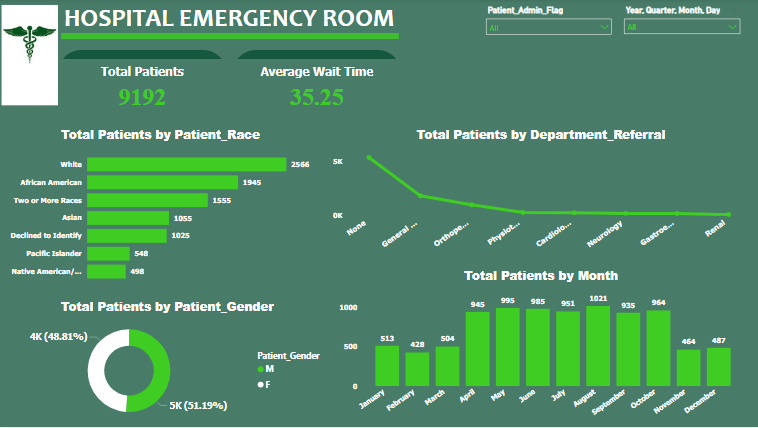 HOSPITAL EMERGENCY ROOM
Patient_Admin_Flag
All
Year, Quarter, Month, Day
All
Total Patients
9192
Average Wait Time
35.25
Total Patients by Patient_Race
White
2566
African American
1945
Two or More Races
1555
Asian
1055
Declined to Identify
1025
Pacific Islander
548
Native American/...
498
Total Patients by Department_Referral
5K
0K
None
General ...
Orthope...
Physiot...
Cardiolo...
Neurology
Gastroe...
Renal
Total Patients by Patient_Gender
4K (48.81%)
5K (51.19%)
Patient_Gender
M
F
Total Patients by Month
1000
500
0
513
428
504
945
995
985
951
1021
935
964
464
487
January
February
March
April
May
June
July
August
September
October
November
December